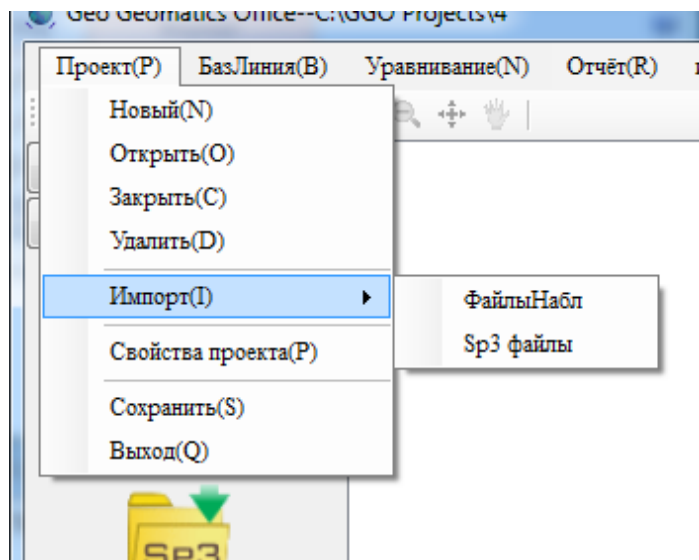 Geo Geomatics Office--C:\GGO Projects\4
Проект(P) БазЛиния(B) Уравнивание(N) Отчёт(R)
Новый(N)
Открыть(O)
Закрыть(C)
Удалить(D)
Импорт(I)
ФайлыНабл
Sp3 файлы
Свойства проекта(P)
Сохранить(S)
Выход(Q)
Sp3